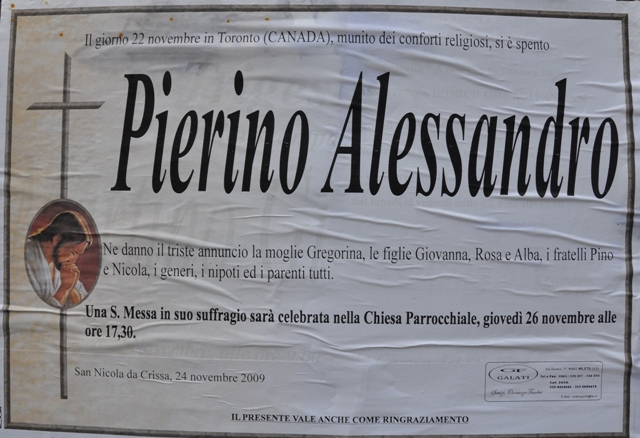 Il giorno 22 novembre in Toronto (CANADA), munito dei conforti religiosi, si è spento
Pierino Alessandro
Ne danno il triste annuncio la moglie Gregorina, le figlie Giovanna, Rosa e Alba, i fratelli Pino
e Nicola, i generi, i nipoti ed i parenti tutti.
Una S. Messa in suo suffragio sarà celebrata nella Chiesa Parrocchiale, giovedì 26 novembre alle
ore 17,30.
San Nicola da Crissa, 24 novembre 2009
GF
GALATI
IL PRESENTE VALE ANCHE COME RINGRAZIAMENTO